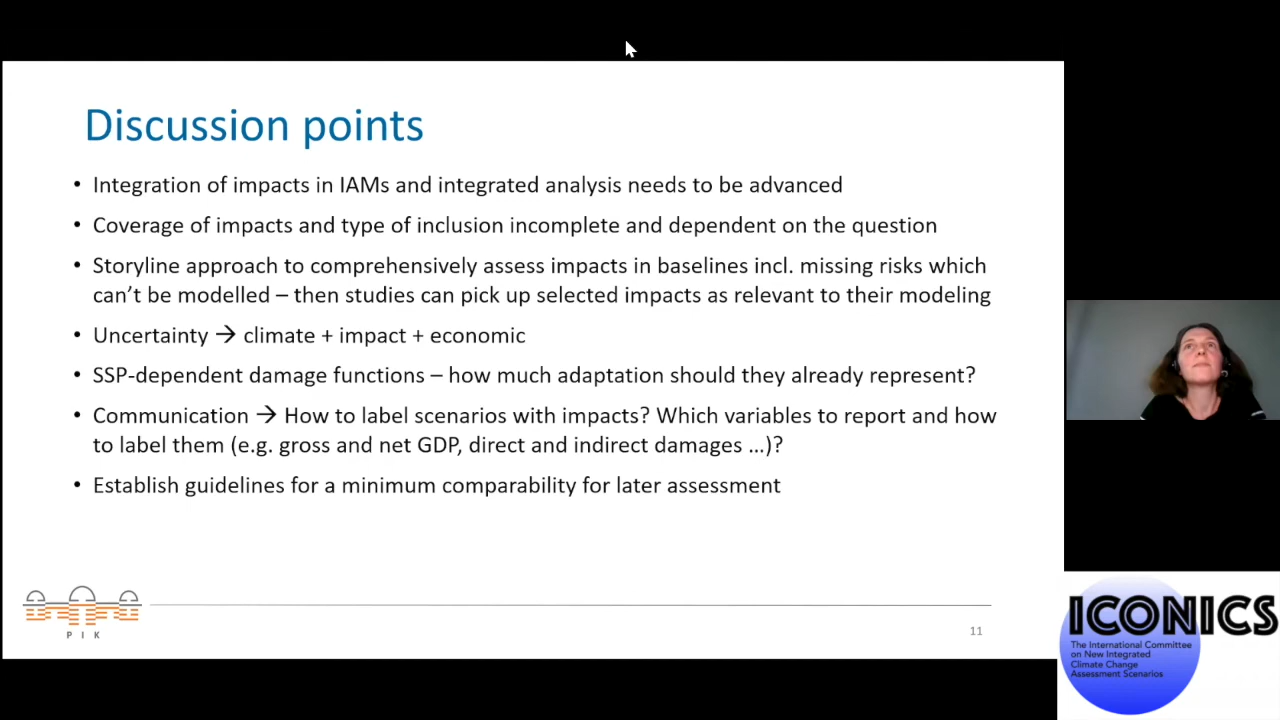 Discussion points
• Integration of impacts in IAMs and integrated analysis needs to be advanced
• Coverage of impacts and type of inclusion incomplete and dependent on the question
• Storyline approach to comprehensively assess impacts in baselines incl. missing risks which
can't be modelled – then studies can pick up selected impacts as relevant to their modeling
• Uncertainty → climate + impact + economic
• SSP-dependent damage functions – how much adaptation should they already represent?
• Communication → How to label scenarios with impacts? Which variables to report and how
to label them (e.g. gross and net GDP, direct and indirect damages …)?
• Establish guidelines for a minimum comparability for later assessment
P I K
11
ICONICS
The International Committee
on New Integrated
Climate Change
Assessment Scenarios